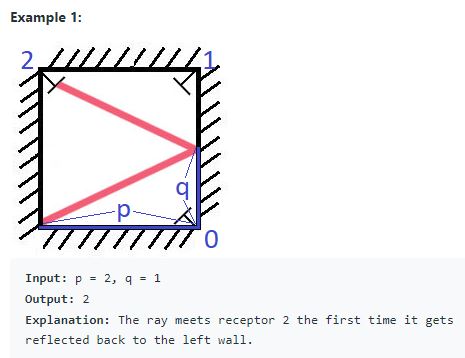 Example 1:
2 1
q
p
0
Input: p = 2, q = 1
Output: 2
Explanation: The ray meets receptor 2 the first time it gets
reflected back to the left wall.